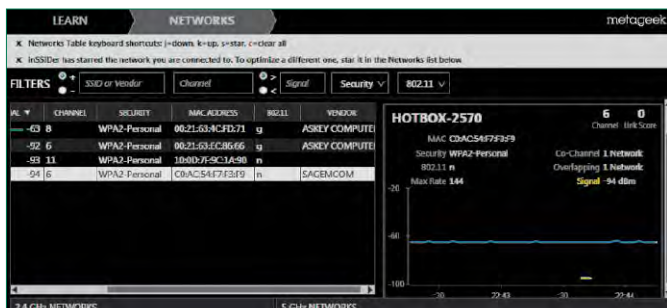 LEARN NETWORKS metageek
x Networks Table keyboard shortcuts: j=down, k=up, s=star, c=clear all
x inSSIDer has starred the network you are connected to. To optimize a different one, star it in the Networks list below
FILTERS + - SSID or Vendor Channel > < Signal Security 802.11
AL CHANNEL SECURITY MAC ADDRESS 802.11 VENDOR
-63 8 WPA2-Personal 00:21:63:4C:FD:71 g ASKEY COMPUTE
-92 6 WPA2-Personal 00:21:63:EC:86:66 g ASKEY COMPUTE
-93 11 WPA2-Personal 10:0D:7F:9C:1A:90 n
-94 6 WPA2-Personal C0:AC:54:F7:F3:F9 n SAGEMCOM
HOTBOX-2570 6 0
Channel Link Score
MAC C0:AC:54:F7:F3:F9
Security WPA2-Personal Co-Channel 1 Network
802.11 n Overlapping 1 Network
Max Rate 144 Signal -94 dBm
-20
-60
-100
:30 22:43 :30 22:44
2.4 GHz NETWORKS 5 GHz NETWORKS